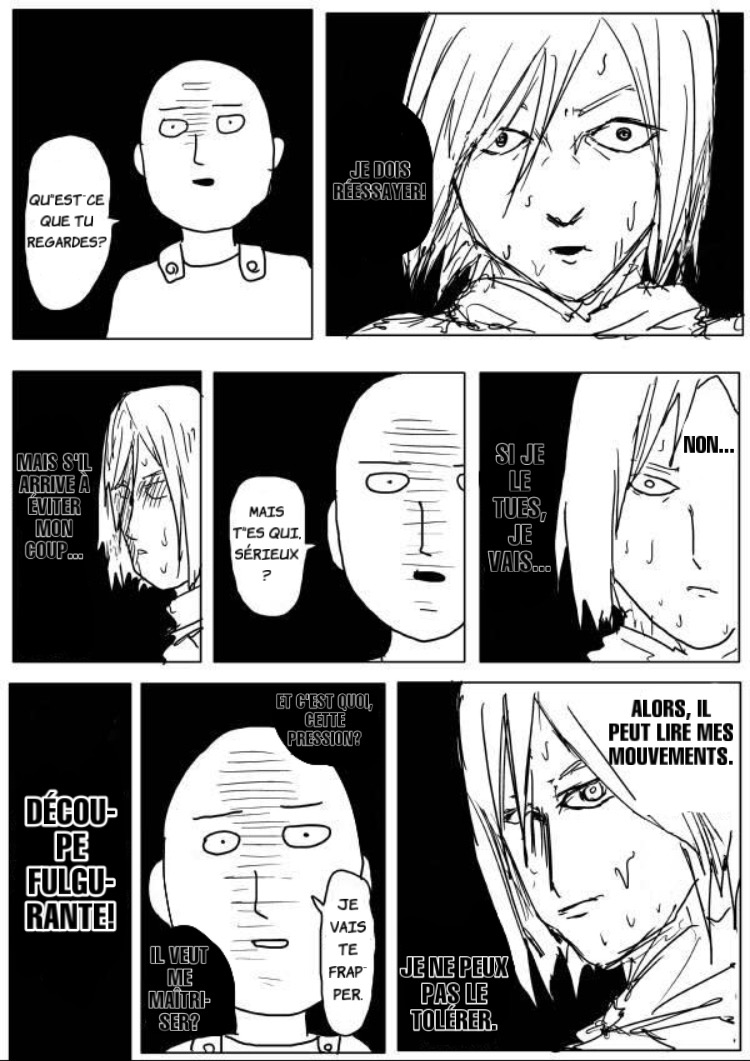 JE DOIS
RÉESSAYER!
QU"EST-CE
QUE TU
REGARDES?
NON...
SI JE
LE
TUES,
JE
VAIS...
MAIS
T"ES QUI,
SÉRIEUX
?
MAIS S'IL
ARRIVE À
ÉVITER
MON
COUP...
ALORS, IL
PEUT LIRE MES
MOUVEMENTS.
JE NE PEUX
PAS LE
TOLÉRER.
ET C'EST QUOI,
CETTE
PRESSION?
JE
VAIS
TE
FRAP-
PER.
IL VEUT
ME
MAÎTRI-
SER?
DÉCOU-
PE
FULGU-
RANTE!